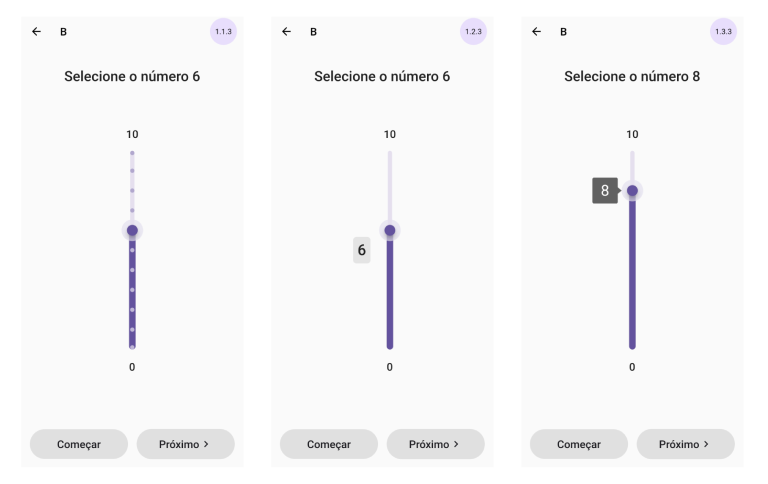 B
1.1.3
Selecione o número 6
10
0
Começar
Próximo
B
1.2.3
Selecione o número 6
10
6
0
Começar
Próximo
B
1.3.3
Selecione o número 8
10
8
0
Começar
Próximo